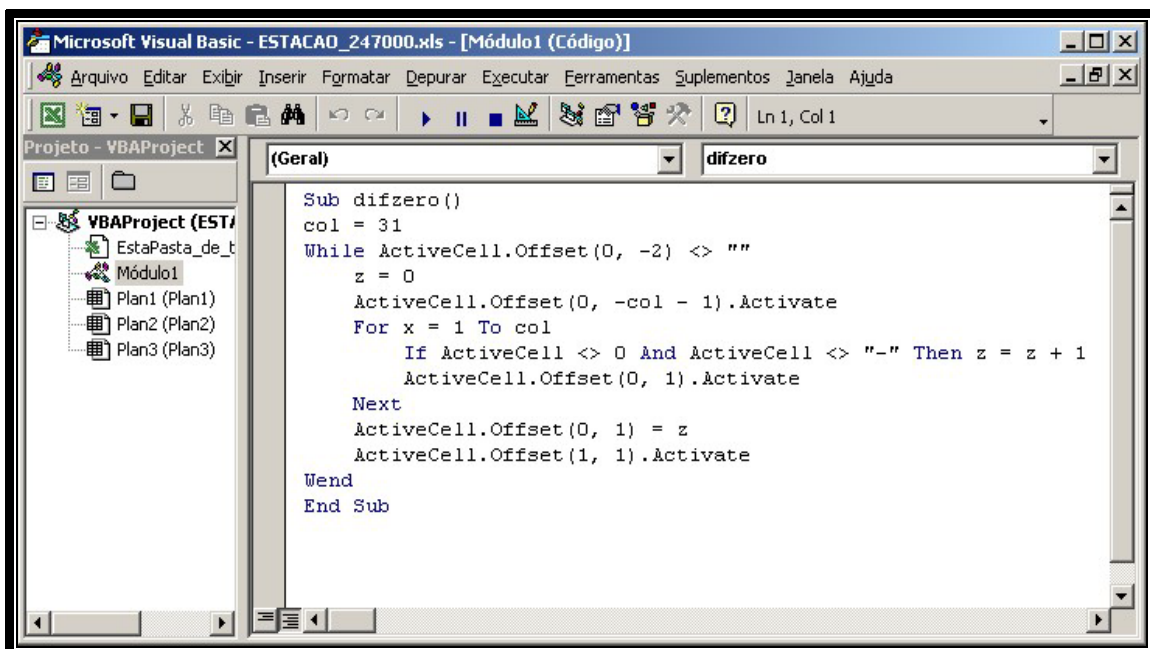 Microsoft Visual Basic - ESTACAO_247000.xls - [Módulo1 (Código)]
Arquivo Editar Exibir Inserir Formatar Depurar Executar Ferramentas Suplementos Janela Ajuda
Ln 1, Col 1
Projeto - VBAProject
(Geral)
difzero
VBAProject (ESTA
EstaPasta_de_t
Módulo1
Plan1 (Plan1)
Plan2 (Plan2)
Plan3 (Plan3)
Sub difzero()
col = 31
While ActiveCell.Offset(0, -2) <> ""
z = 0
ActiveCell.Offset(0, -col - 1).Activate
For x = 1 To col
If ActiveCell <> 0 And ActiveCell <> "-" Then z = z + 1
ActiveCell.Offset(0, 1).Activate
Next
ActiveCell.Offset(0, 1) = z
ActiveCell.Offset(1, 1).Activate
Wend
End Sub